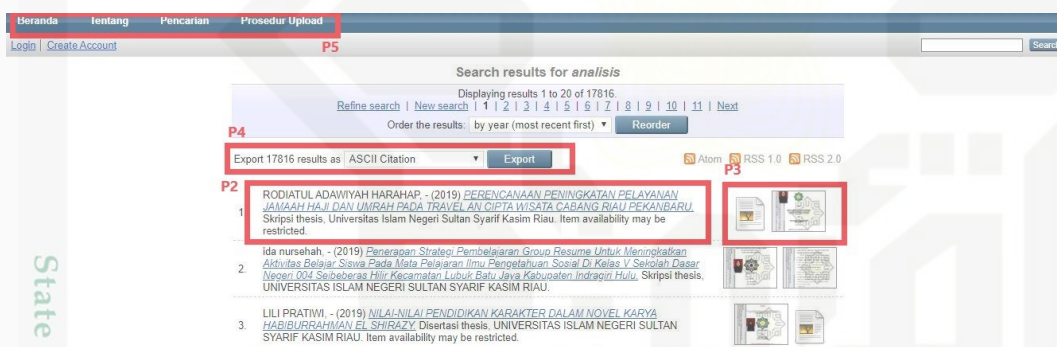 Beranda Tentang Pencarian Prosedur Upload
P5
Login | Create Account
Search
Search results for analisis
Displaying results 1 to 20 of 17816.
Refine search | New search | 1 | 2 | 3 | 4 | 5 | 6 | 7 | 8 | 9 | 10 | 11 | Next
Order the results: by year (most recent first) Reorder
P4
Export 17816 results as ASCII Citation Export
Atom RSS 1.0 RSS 2.0
P3
P2
1. RODIATUL ADAWIYAH HARAHAP, - (2019) PERENCANAAN PENINGKATAN PELAYANAN
JAMAAH HAJI DAN UMRAH PADA TRAVEL AN CIPTA WISATA CABANG RIAU PEKANBARU.
Skripsi thesis, Universitas Islam Negeri Sultan Syarif Kasim Riau. Item availability may be
restricted.
2. ida nursehah, - (2019) Penerapan Strategi Pembelajaran Group Resume Untuk Meningkatkan
Aktivitas Belajar Siswa Pada Mata Pelajaran Ilmu Pengetahuan Sosial Di Kelas V Sekolah Dasar
Negeri 004 Seibeberas Hilir Kecamatan Lubuk Batu Jaya Kabupaten Indragiri Hulu. Skripsi thesis,
UNIVERSITAS ISLAM NEGERI SULTAN SYARIF KASIM RIAU.
3. LILI PRATIWI, - (2019) NILAI-NILAI PENDIDIKAN KARAKTER DALAM NOVEL KARYA
HABIBURRAHMAN EL SHIRAZY. Disertasi thesis, UNIVERSITAS ISLAM NEGERI SULTAN
SYARIF KASIM RIAU. Item availability may be restricted.
State